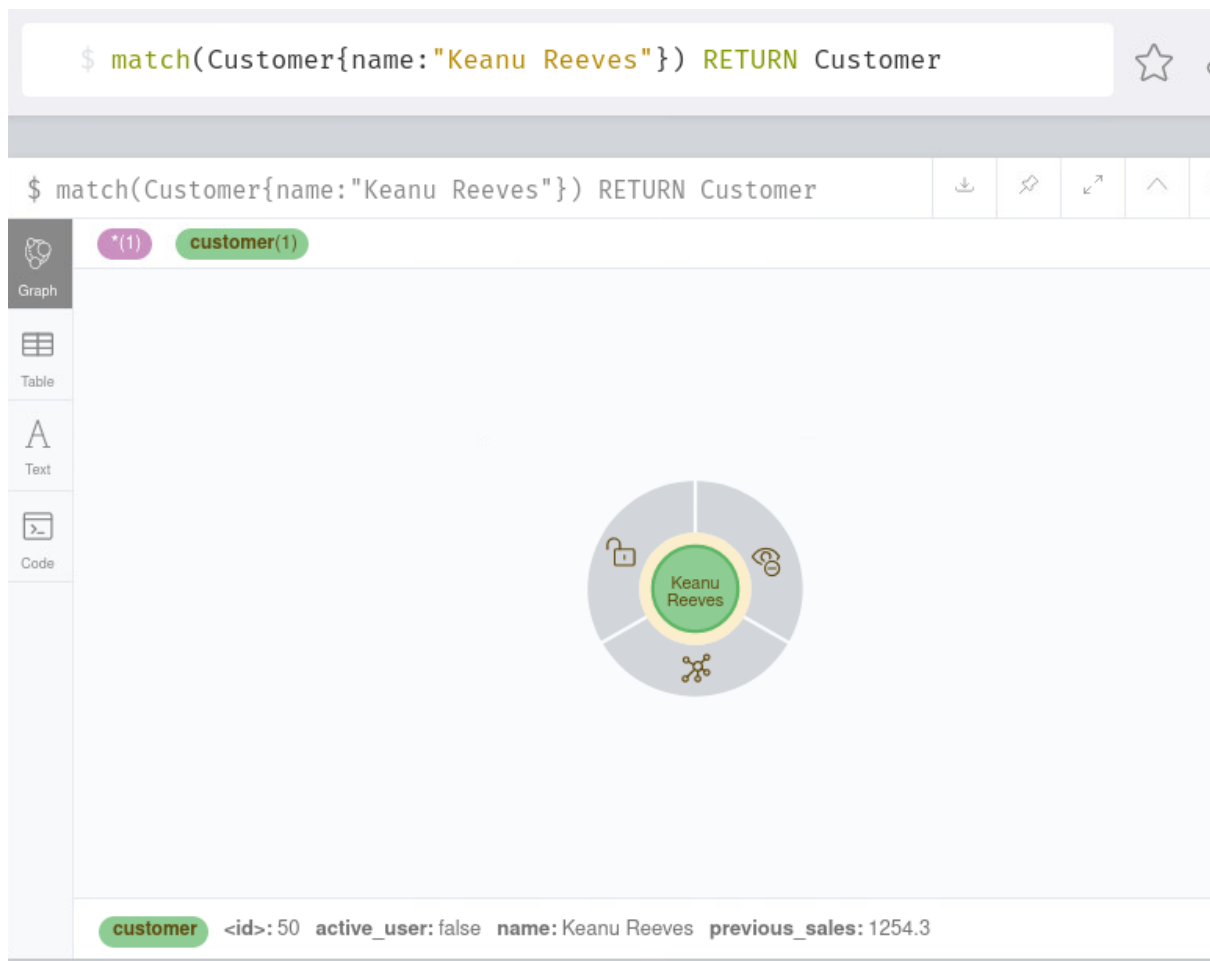 $ match(Customer{name:"Keanu Reeves"}) RETURN Customer
$ match(Customer{name:"Keanu Reeves"}) RETURN Customer
*(1) customer(1)
Graph
Table
Text
Code
Keanu
Reeves
customer <id>: 50 active_user: false name: Keanu Reeves previous_sales: 1254.3